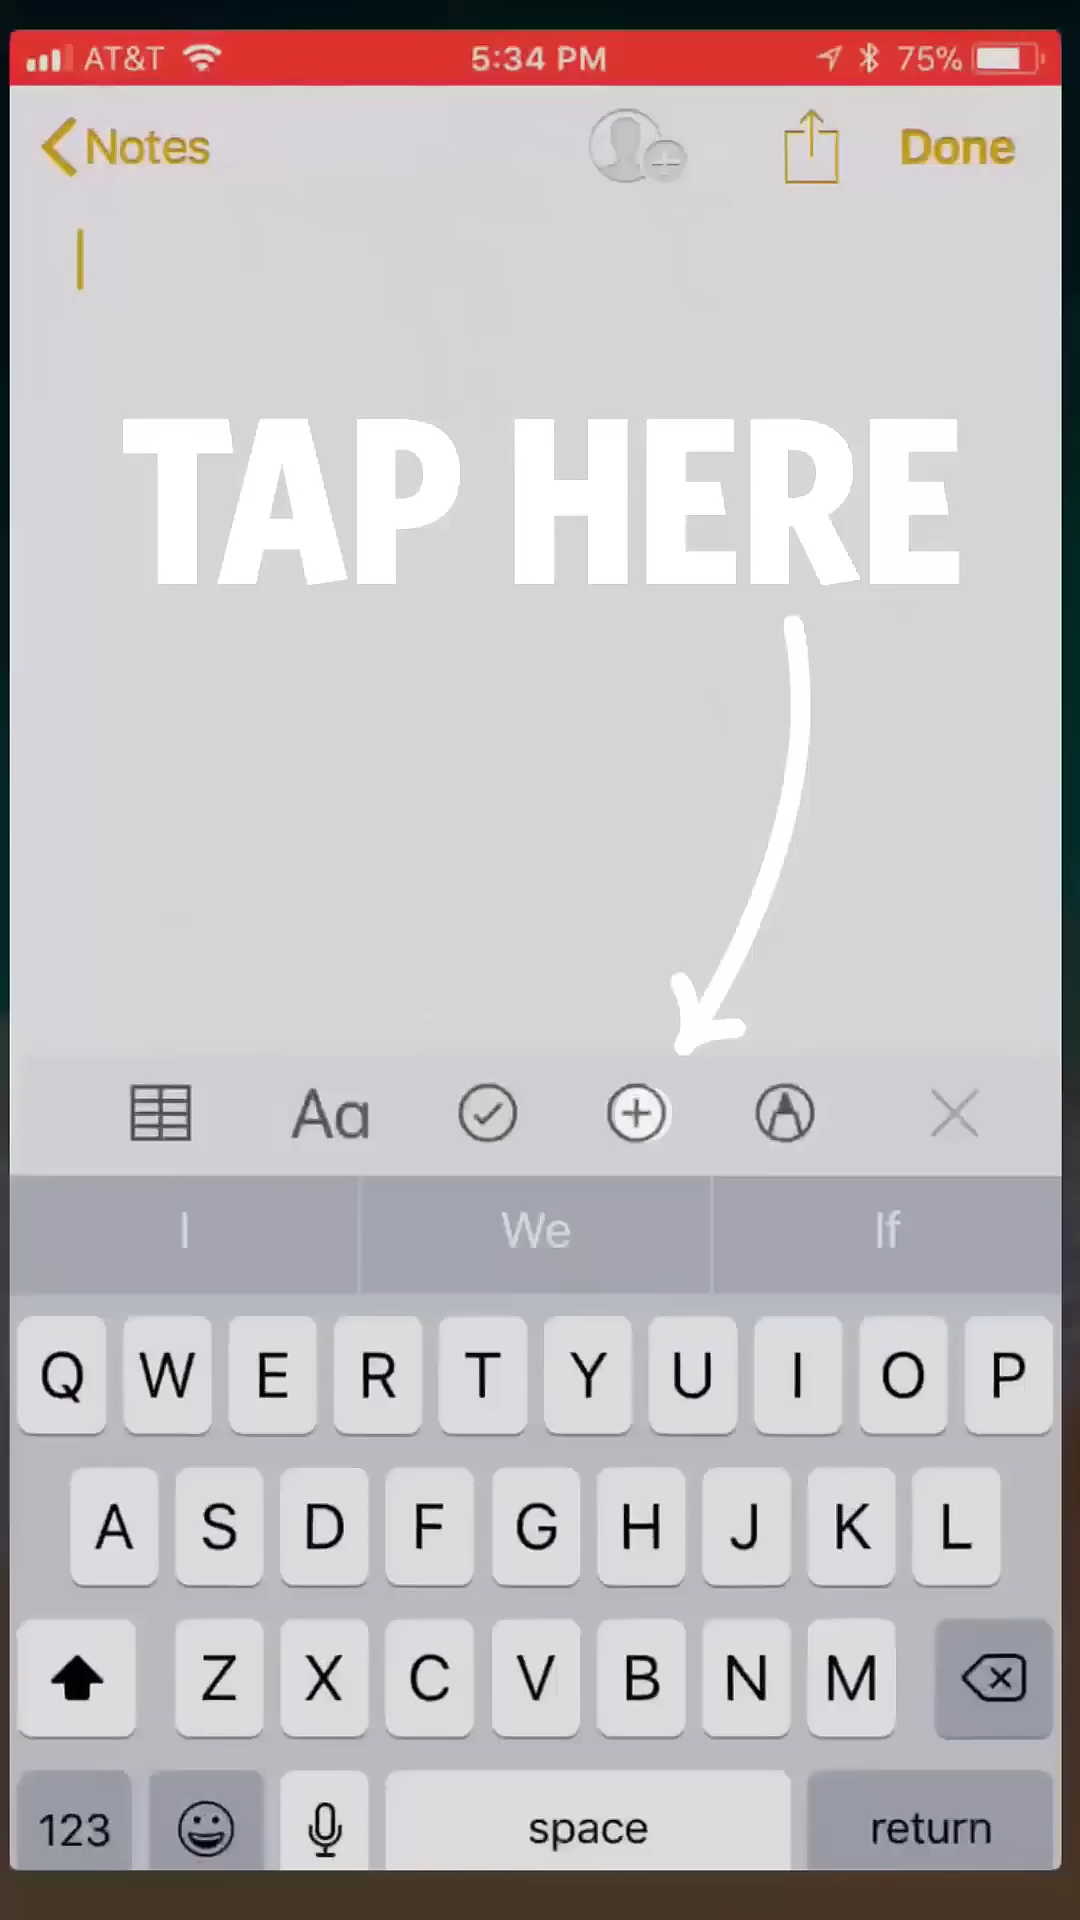 AT&T 5:34 PM 75%
Notes Done
TAP HERE
Aa
I We If
Q W E R T Y U I O P
A S D F G H J K L
Z X C V B N M
123 space return